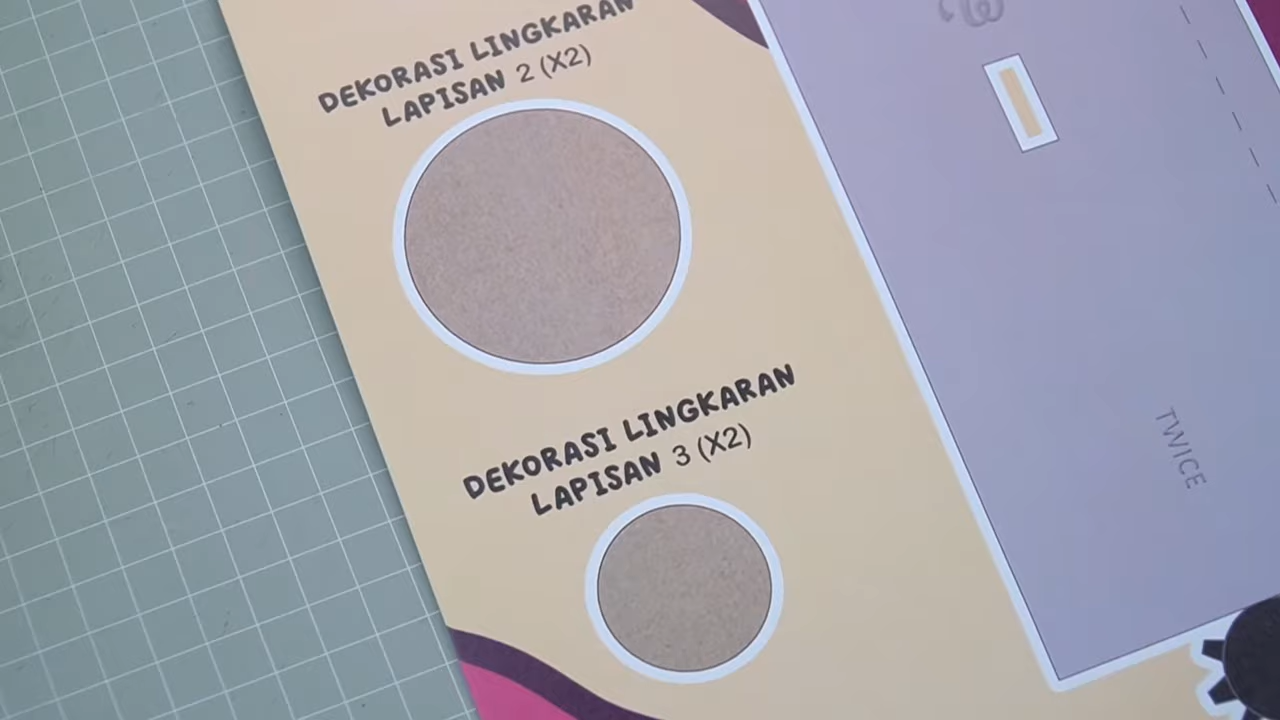 DEKORASI LINGKARAN
LAPISAN 2 (X2)
DEKORASI LINGKARAN
LAPISAN 3 (X2)
TWICE